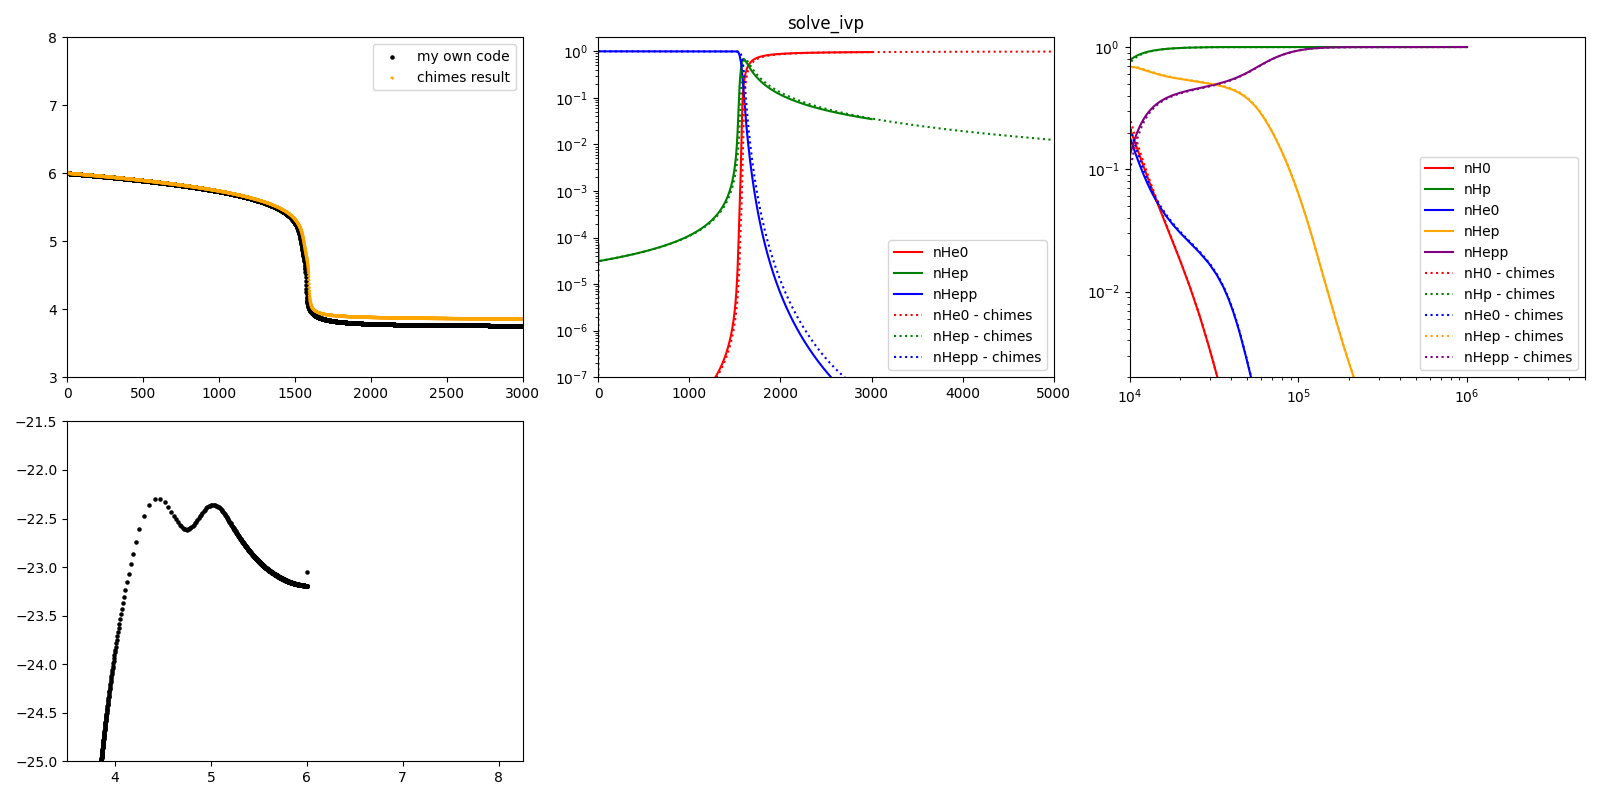 solve_ivp
8
7
6
5
4
3
0
500
1000
1500
2000
2500
3000
my own code
chimes result
10^0
10^−1
10^−2
10^−3
10^−4
10^−5
10^−6
10^−7
0
1000
2000
3000
4000
5000
nHe0
nHep
nHepp
nHe0 - chimes
nHep - chimes
nHepp - chimes
10^0
10^−1
10^−2
10^4
10^5
10^6
nH0
nHp
nHe0
nHep
nHepp
nH0 - chimes
nHp - chimes
nHe0 - chimes
nHep - chimes
nHepp - chimes
−21.5
−22.0
−22.5
−23.0
−23.5
−24.0
−24.5
−25.0
4
5
6
7
8